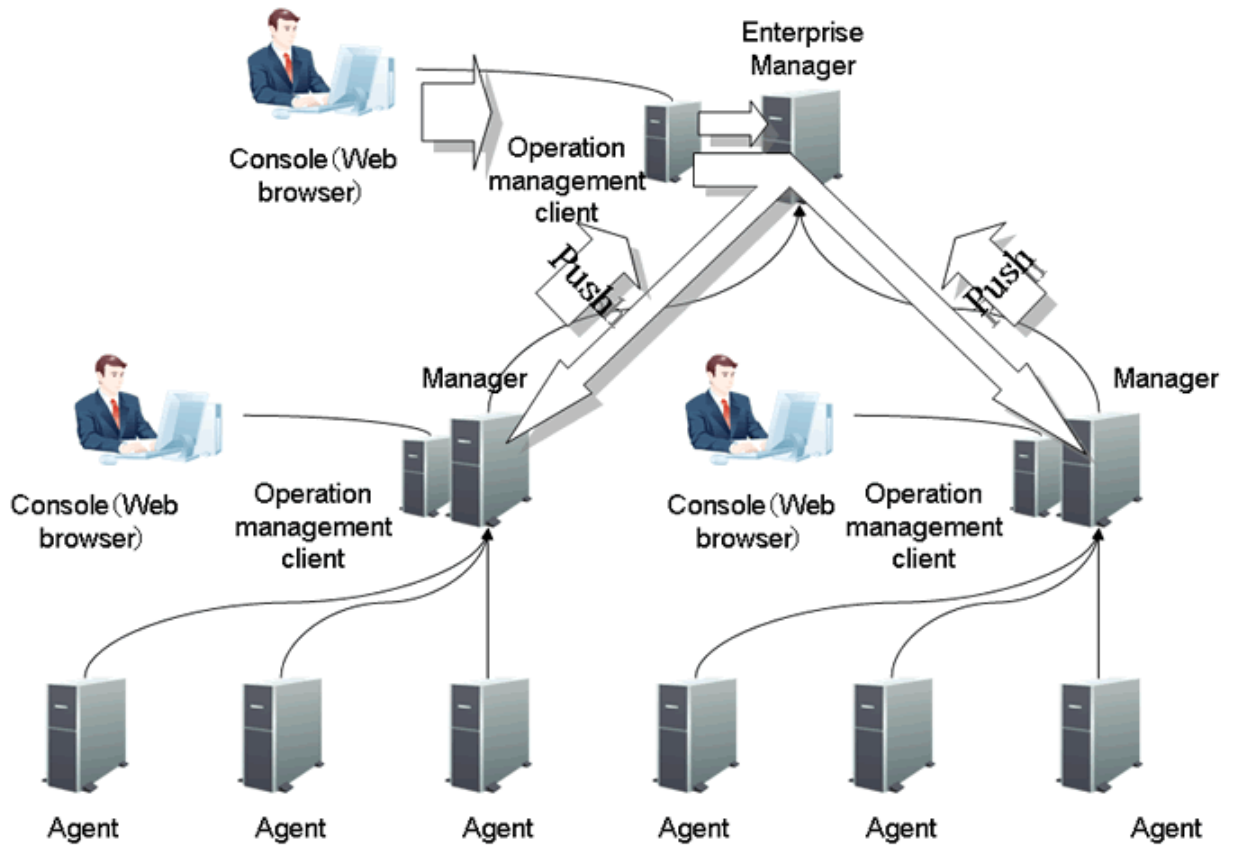 Enterprise
Manager
Console(Web
browser)
Operation
management
client
Push
Push
Manager
Manager
Console(Web
browser)
Operation
management
client
Console(Web
browser)
Operation
management
client
Agent
Agent
Agent
Agent
Agent
Agent